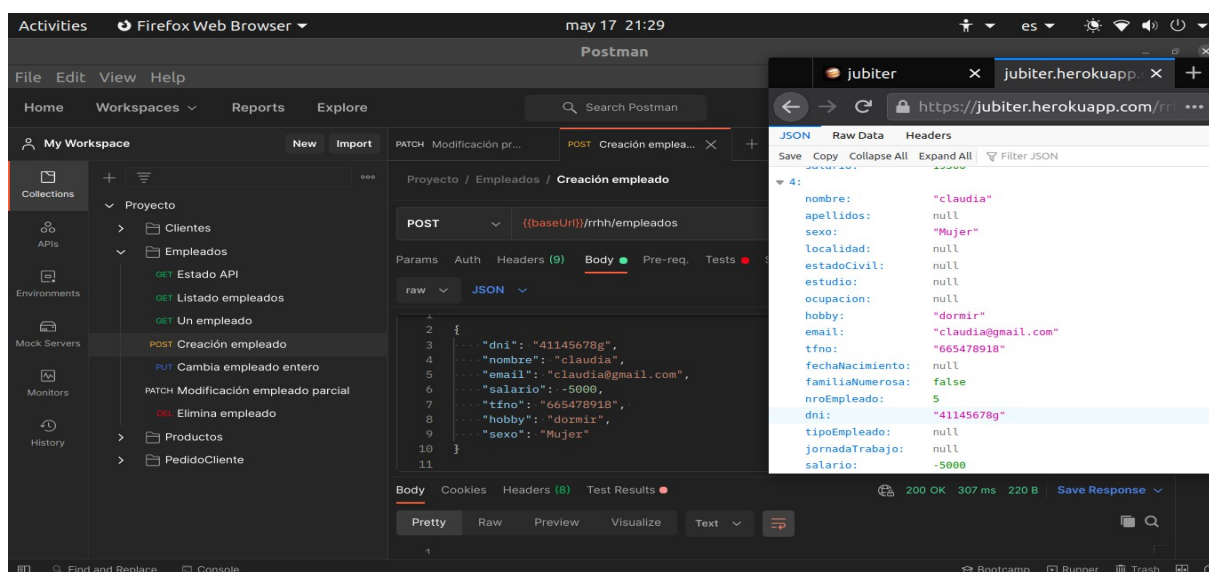 Activities Firefox Web Browser may 17 21:29 es
Postman
File Edit View Help
Home Workspaces Reports Explore Search Postman
My Workspace New Import
Collections
APIs
Environments
Mock Servers
Monitors
History
Proyecto
Clientes
Empleados
GET Estado API
GET Listado empleados
GET Un empleado
POST Creación empleado
PUT Cambia empleado entero
PATCH Modificación empleado parcial
DEL Elimina empleado
Productos
PedidoCliente
PATCH Modificación pr... POST Creación emplea...
Proyecto / Empleados / Creación empleado
POST {{baseUrl}}/rrhh/empleados
Params Auth Headers (9) Body Pre-req. Tests
raw JSON
1
2 {
3 "dni": "41145678g",
4 "nombre": "claudia",
5 "email": "claudia@gmail.com",
6 "salario": -5000,
7 "tfno": "665478918",
8 "hobby": "dormir",
9 "sexo": "Mujer"
10 }
11
Body Cookies Headers (8) Test Results 200 OK 307 ms 220 B Save Response
Pretty Raw Preview Visualize Text
1
Find and Replace Console Bootcamp Runner Trash
jubiter jubiter.herokuapp.
https://jubiter.herokuapp.com/rr
JSON Raw Data Headers
Save Copy Collapse All Expand All Filter JSON
4:
nombre: "claudia"
apellidos: null
sexo: "Mujer"
localidad: null
estadoCivil: null
estudio: null
ocupacion: null
hobby: "dormir"
email: "claudia@gmail.com"
tfno: "665478918"
fechaNacimiento: null
familiaNumerosa: false
nroEmpleado: 5
dni: "41145678g"
tipoEmpleado: null
jornadaTrabajo: null
salario: -5000